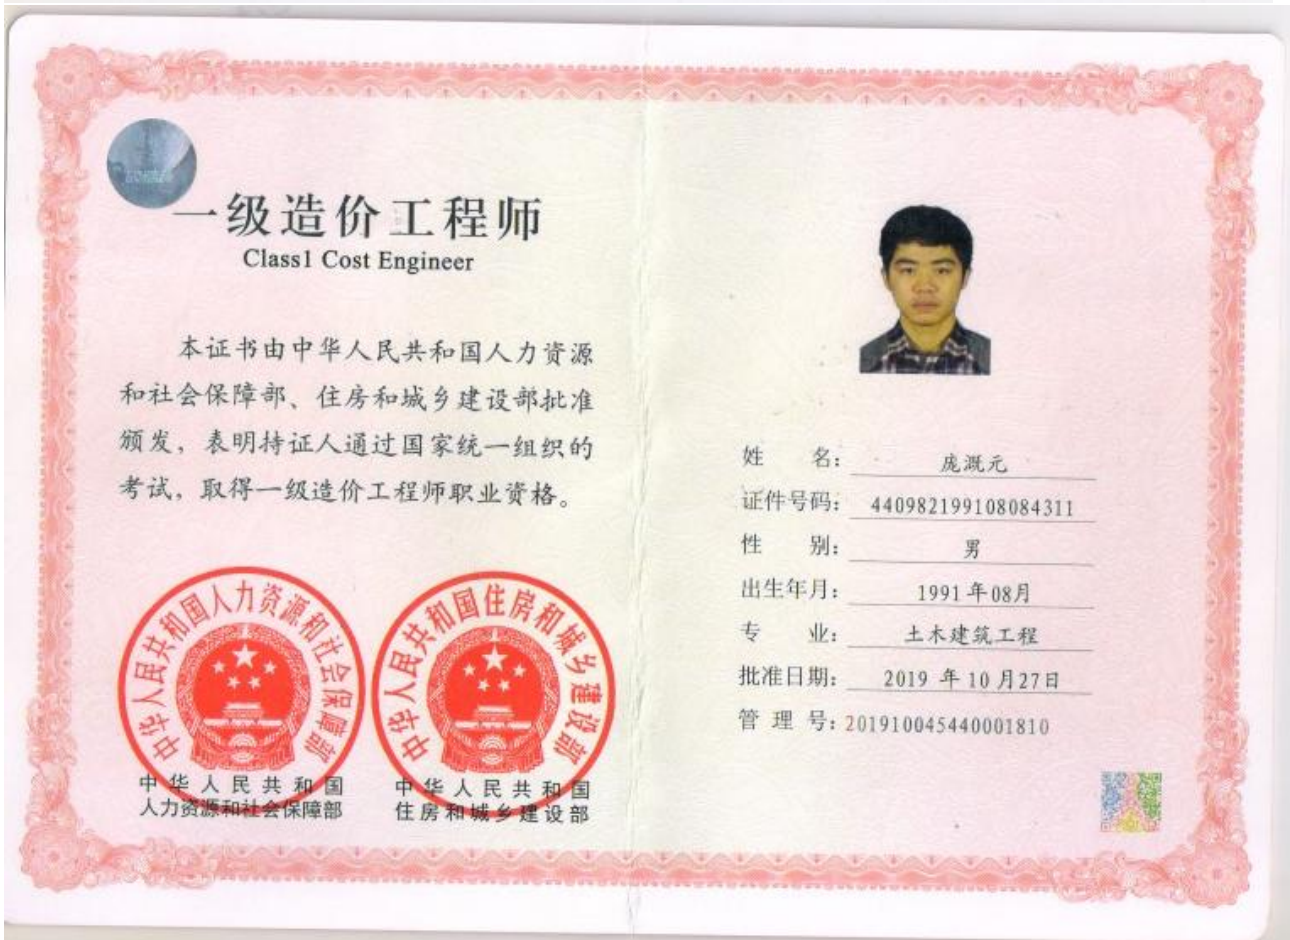 一级造价工程师
Class1 Cost Engineer
本证书由中华人民共和国人力资源
和社会保障部、住房和城乡建设部批准
颁发，表明持证人通过国家统一组织的
考试，取得一级造价工程师职业资格。
中华人民共和国人力资源和社会保障部
中华人民共和国住房和城乡建设部
中华人民共和国
人力资源和社会保障部
中华人民共和国
住房和城乡建设部
姓 名： 庞溉元
证件号码： 440982199108084311
性 别： 男
出生年月： 1991年08月
专 业： 土木建筑工程
批准日期： 2019 年 10 月27日
管 理 号: 201910045440001810